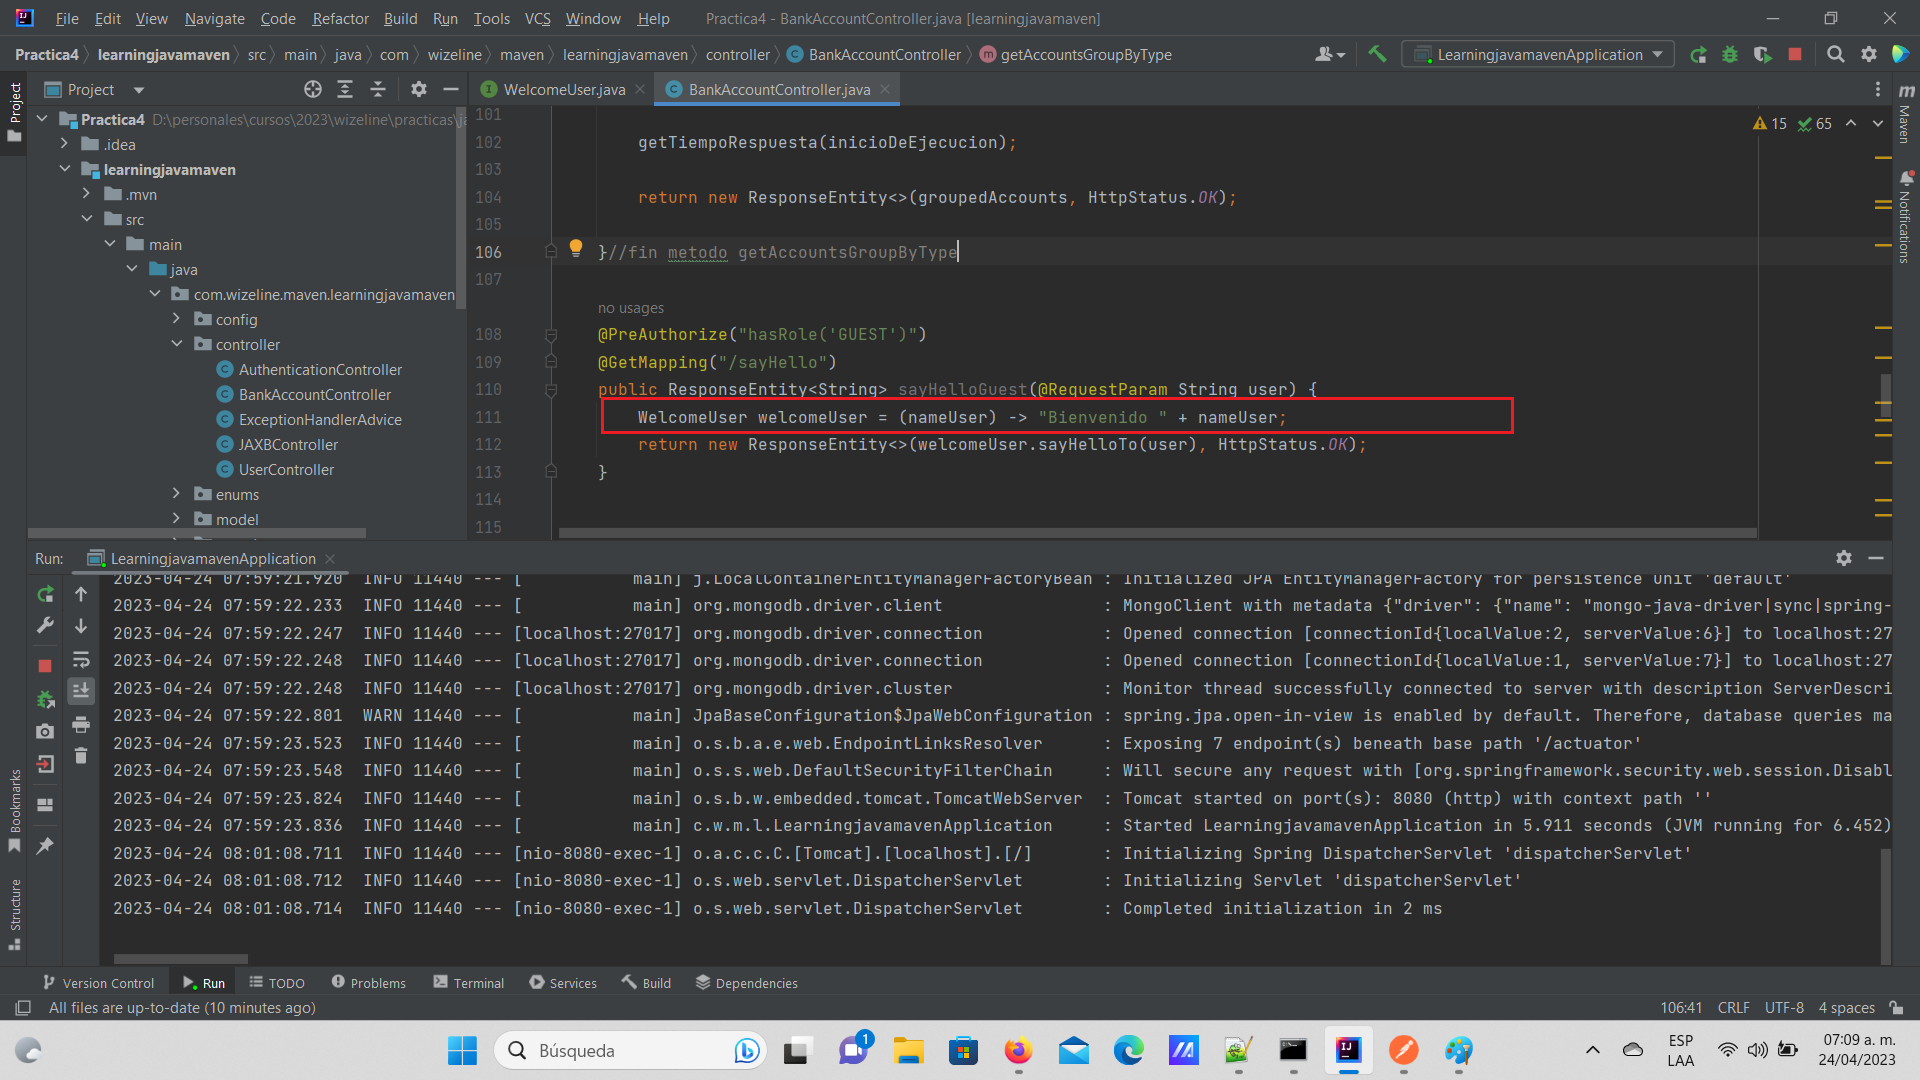 File Edit View Navigate Code Refactor Build Run Tools VCS Window Help Practica4 - BankAccountController.java [learningjavamaven]
Practica4 learningjavamaven src main java com wizeline maven learningjavamaven controller BankAccountController getAccountsGroupByType LearningjavamavenApplication
Project
Project
WelcomeUser.java
BankAccountController.java
Maven
Notifications
Practica4 D:\personales\cursos\2023\wizeline\practicas\
.idea
learningjavamaven
.mvn
src
main
java
com.wizeline.maven.learningjavamaven
config
controller
AuthenticationController
BankAccountController
ExceptionHandlerAdvice
JAXBController
UserController
enums
model
15 65
101
102 getTiempoRespuesta(inicioDeEjecucion);
103
104 return new ResponseEntity<>(groupedAccounts, HttpStatus.OK);
105
106 }//fin metodo getAccountsGroupByType
107
no usages
108 @PreAuthorize("hasRole('GUEST')")
109 @GetMapping("/sayHello")
110 public ResponseEntity<String> sayHelloGuest(@RequestParam String user) {
111 WelcomeUser welcomeUser = (nameUser) -> "Bienvenido " + nameUser;
112 return new ResponseEntity<>(welcomeUser.sayHelloTo(user), HttpStatus.OK);
113 }
114
115
Run: LearningjavamavenApplication
2023-04-24 07:59:21.920 INFO 11440 --- [ main] j.LocalContainerEntityManagerFactoryBean : Initialized JPA EntityManagerFactory for persistence unit 'default'
2023-04-24 07:59:22.233 INFO 11440 --- [ main] org.mongodb.driver.client : MongoClient with metadata {"driver": {"name": "mongo-java-driver|sync|spring-
2023-04-24 07:59:22.247 INFO 11440 --- [localhost:27017] org.mongodb.driver.connection : Opened connection [connectionId{localValue:2, serverValue:6}] to localhost:27
2023-04-24 07:59:22.248 INFO 11440 --- [localhost:27017] org.mongodb.driver.connection : Opened connection [connectionId{localValue:1, serverValue:7}] to localhost:27
2023-04-24 07:59:22.248 INFO 11440 --- [localhost:27017] org.mongodb.driver.cluster : Monitor thread successfully connected to server with description ServerDescri
2023-04-24 07:59:22.801 WARN 11440 --- [ main] JpaBaseConfiguration$JpaWebConfiguration : spring.jpa.open-in-view is enabled by default. Therefore, database queries ma
2023-04-24 07:59:23.523 INFO 11440 --- [ main] o.s.b.a.e.web.EndpointLinksResolver : Exposing 7 endpoint(s) beneath base path '/actuator'
2023-04-24 07:59:23.548 INFO 11440 --- [ main] o.s.s.web.DefaultSecurityFilterChain : Will secure any request with [org.springframework.security.web.session.Disabl
2023-04-24 07:59:23.824 INFO 11440 --- [ main] o.s.b.w.embedded.tomcat.TomcatWebServer : Tomcat started on port(s): 8080 (http) with context path ''
2023-04-24 07:59:23.836 INFO 11440 --- [ main] c.w.m.l.LearningjavamavenApplication : Started LearningjavamavenApplication in 5.911 seconds (JVM running for 6.452)
2023-04-24 08:01:08.711 INFO 11440 --- [nio-8080-exec-1] o.a.c.c.C.[Tomcat].[localhost].[/] : Initializing Spring DispatcherServlet 'dispatcherServlet'
2023-04-24 08:01:08.712 INFO 11440 --- [nio-8080-exec-1] o.s.web.servlet.DispatcherServlet : Initializing Servlet 'dispatcherServlet'
2023-04-24 08:01:08.714 INFO 11440 --- [nio-8080-exec-1] o.s.web.servlet.DispatcherServlet : Completed initialization in 2 ms
Bookmarks
Structure
Version Control Run TODO Problems Terminal Services Build Dependencies
All files are up-to-date (10 minutes ago) 106:41 CRLF UTF-8 4 spaces
Búsqueda
1
ESP
LAA
07:09 a. m.
24/04/2023